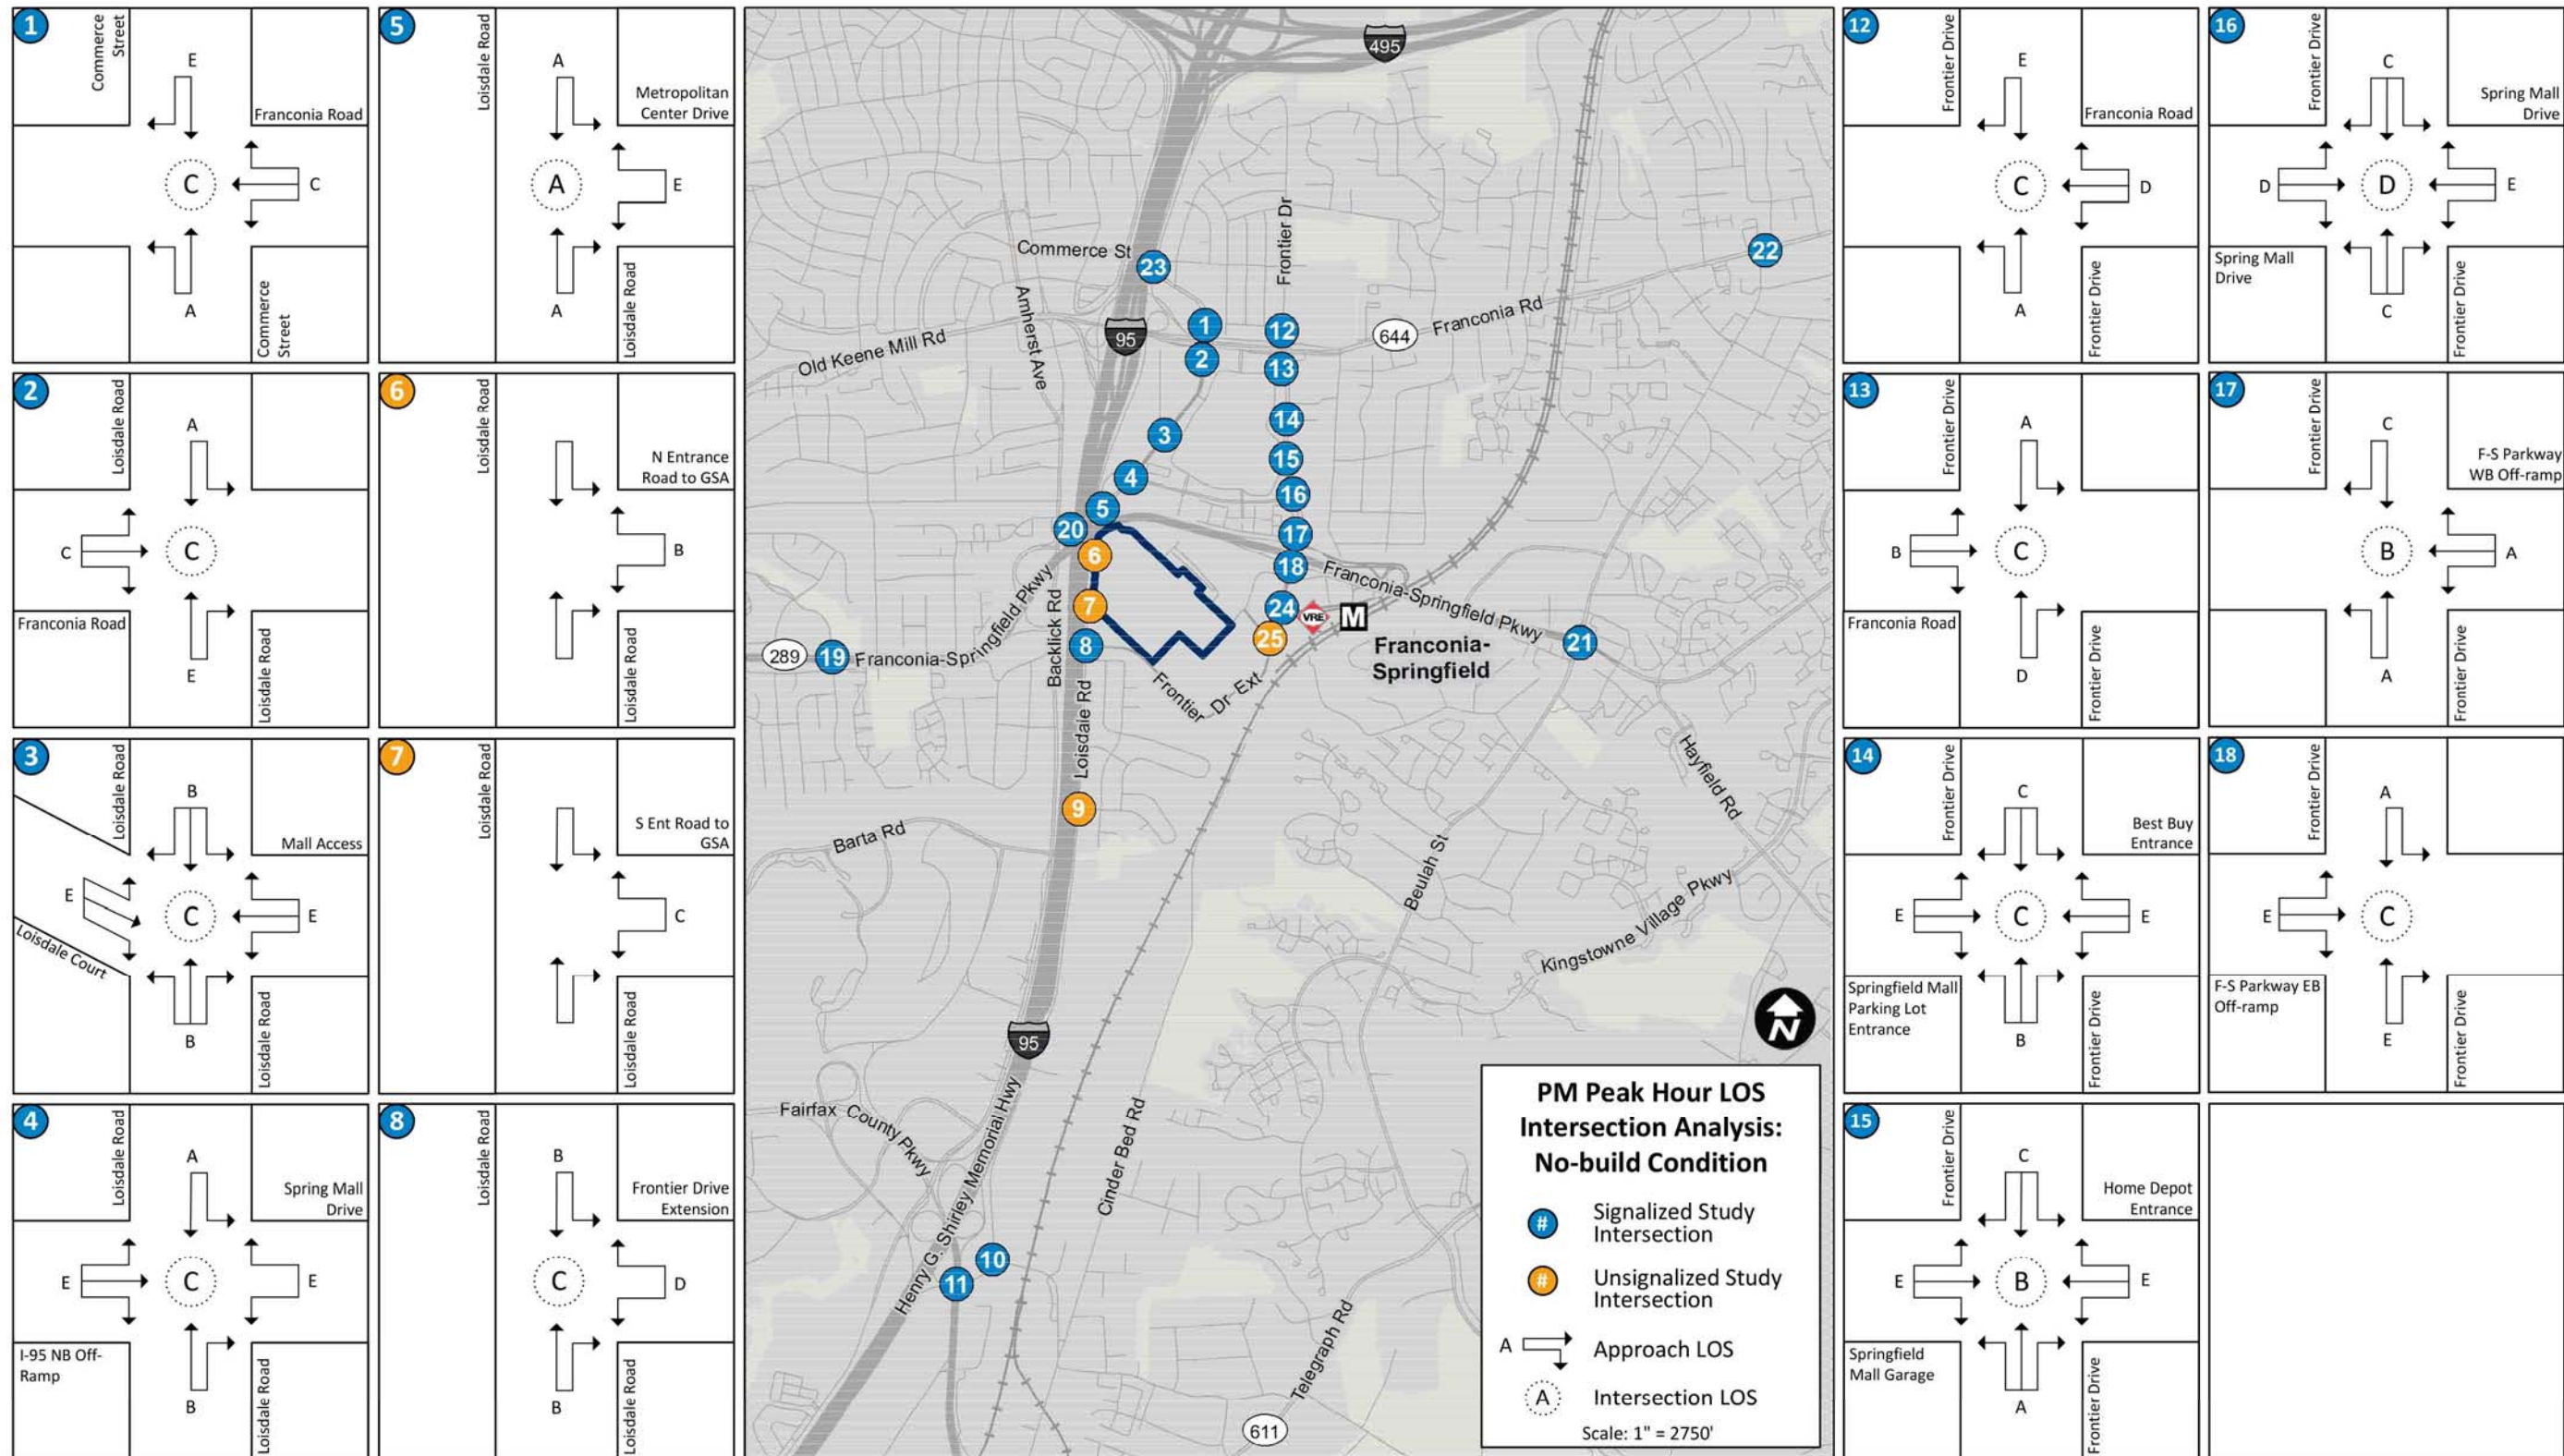 1
Commerce
Street
E
Franconia Road
C
C
A
Commerce
Street
2
Loisdale Road
A
C
C
Franconia Road
E
Loisdale Road
3
Loisdale Road
B
Mall Access
E
C
E
Loisdale Court
B
Loisdale Road
4
Loisdale Road
A
Spring Mall
Drive
E
C
E
I-95 NB Off-
Ramp
B
Loisdale Road
5
Loisdale Road
A
Metropolitan
Center Drive
A
E
A
Loisdale Road
6
Loisdale Road
N Entrance
Road to GSA
B
Loisdale Road
7
Loisdale Road
S Ent Road to
GSA
C
Loisdale Road
8
Loisdale Road
B
Frontier Drive
Extension
C
D
B
Loisdale Road
495
Commerce St
23
Frontier Dr
22
Amherst Ave
95
1
12
644
Franconia Rd
Old Keene Mill Rd
2
13
14
3
15
4
16
5
20
17
6
18
Franconia-Springfield Pkwy
7
24
VRE
M
25
Franconia-
Springfield
21
8
289
19
Franconia-Springfield Pkwy
Backlick Rd
Frontier Dr Ext
Loisdale Rd
Hayfield Rd
9
Barta Rd
Beulah St
Kingstowne Village Pkwy
N
95
Fairfax County Pkwy
Henry G. Shirley Memorial Hwy
Cinder Bed Rd
10
11
Telegraph Rd
611
PM Peak Hour LOS
Intersection Analysis:
No-build Condition
# Signalized Study
Intersection
# Unsignalized Study
Intersection
A Approach LOS
A Intersection LOS
Scale: 1" = 2750'
12
Frontier Drive
E
Franconia Road
C
D
A
Frontier Drive
13
Frontier Drive
A
B
C
Franconia Road
D
Frontier Drive
14
Frontier Drive
C
Best Buy
Entrance
E
C
E
Springfield Mall
Parking Lot
Entrance
B
Frontier Drive
15
Frontier Drive
C
Home Depot
Entrance
E
B
E
Springfield
Mall Garage
A
Frontier Drive
16
Frontier Drive
C
Spring Mall
Drive
D
D
E
Spring Mall
Drive
C
Frontier Drive
17
Frontier Drive
C
F-S Parkway
WB Off-ramp
B
A
A
Frontier Drive
18
Frontier Drive
A
E
C
F-S Parkway EB
Off-ramp
E
Frontier Drive